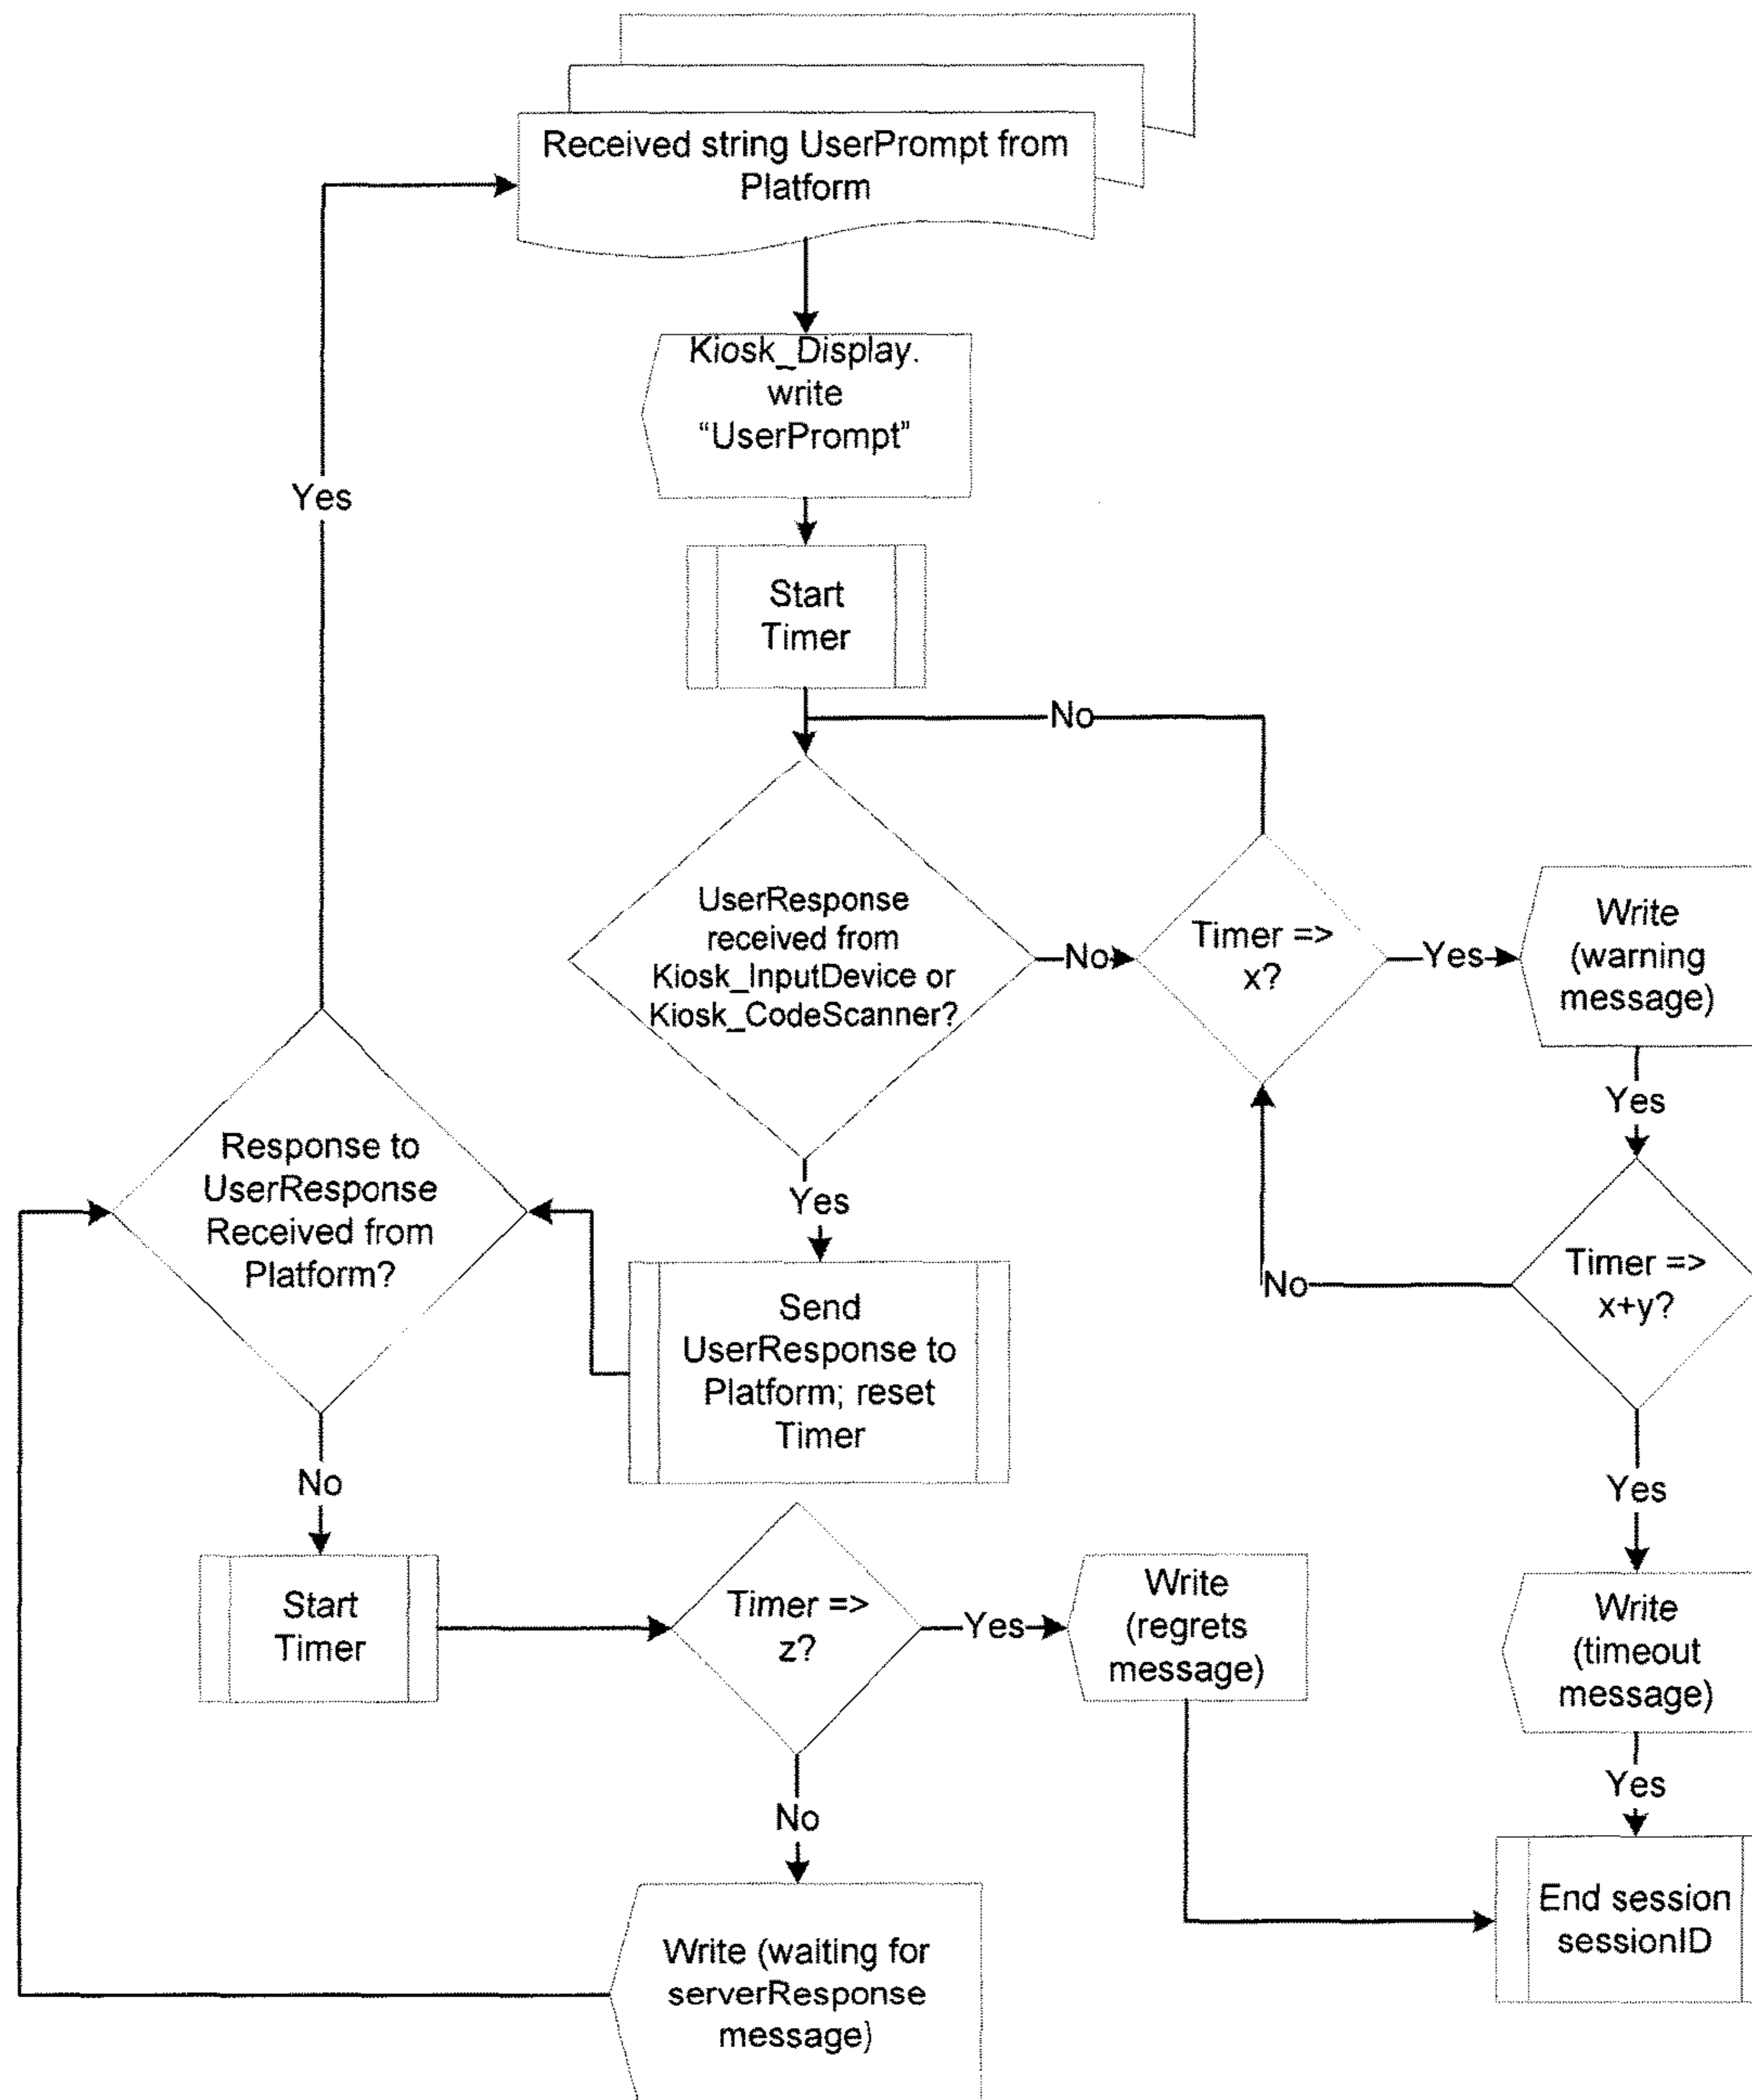 Received string UserPrompt from
Platform
Kiosk_Display.
write
“UserPrompt”
Yes
Start
Timer
No
UserResponse
received from
Kiosk_InputDevice or
Kiosk_CodeScanner?
No
Timer =>
x?
Yes
Write
(warning
message)
Yes
Response to
UserResponse
Received from
Platform?
Yes
Timer =>
x+y?
No
Send
UserResponse to
Platform; reset
Timer
No
Yes
Start
Timer
Timer =>
z?
Yes
Write
(regrets
message)
Write
(timeout
message)
Yes
No
End session
sessionID
Write (waiting for
serverResponse
message)